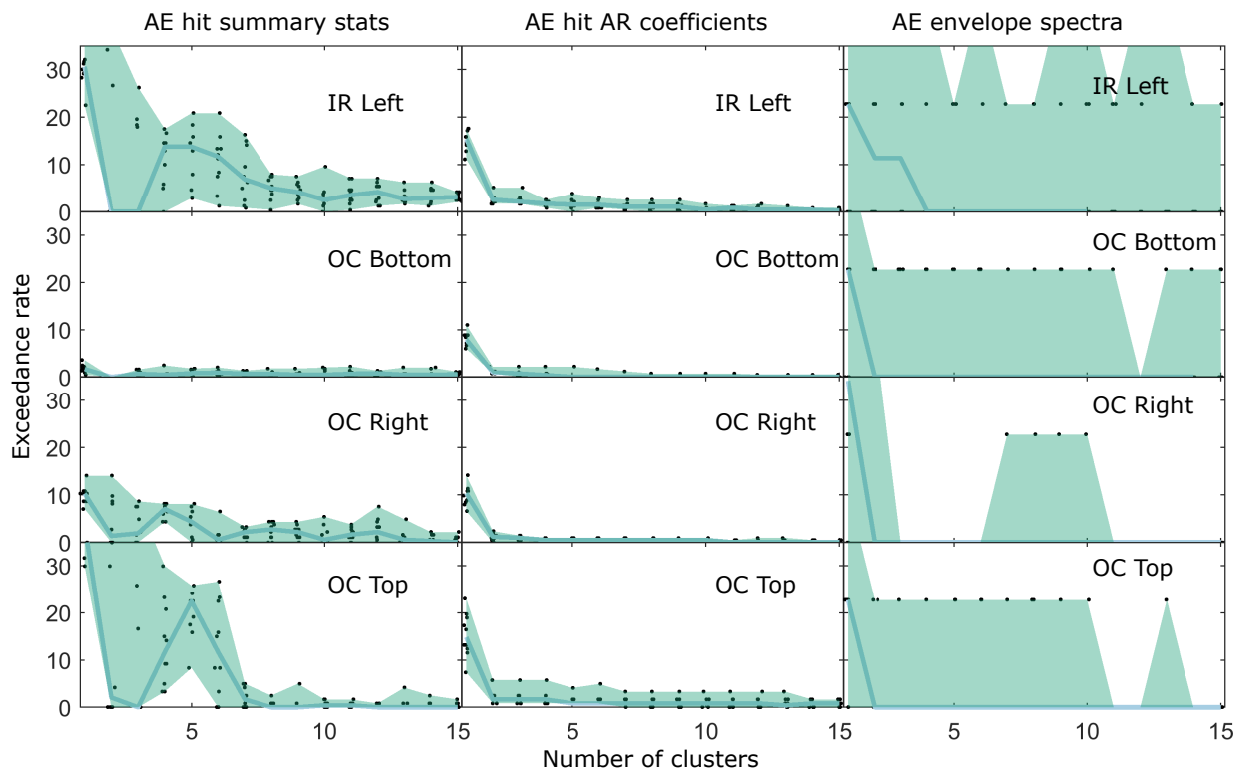 AE hit summary stats AE hit AR coefficients AE envelope spectra
30 IR Left IR Left IR Left
20
10
0
30 OC Bottom OC Bottom OC Bottom
20
10
0
Exceedance rate
30 OC Right OC Right OC Right
20
10
0
30 OC Top OC Top OC Top
20
10
0
5 10 15 5 10 15 5 10 15
Number of clusters